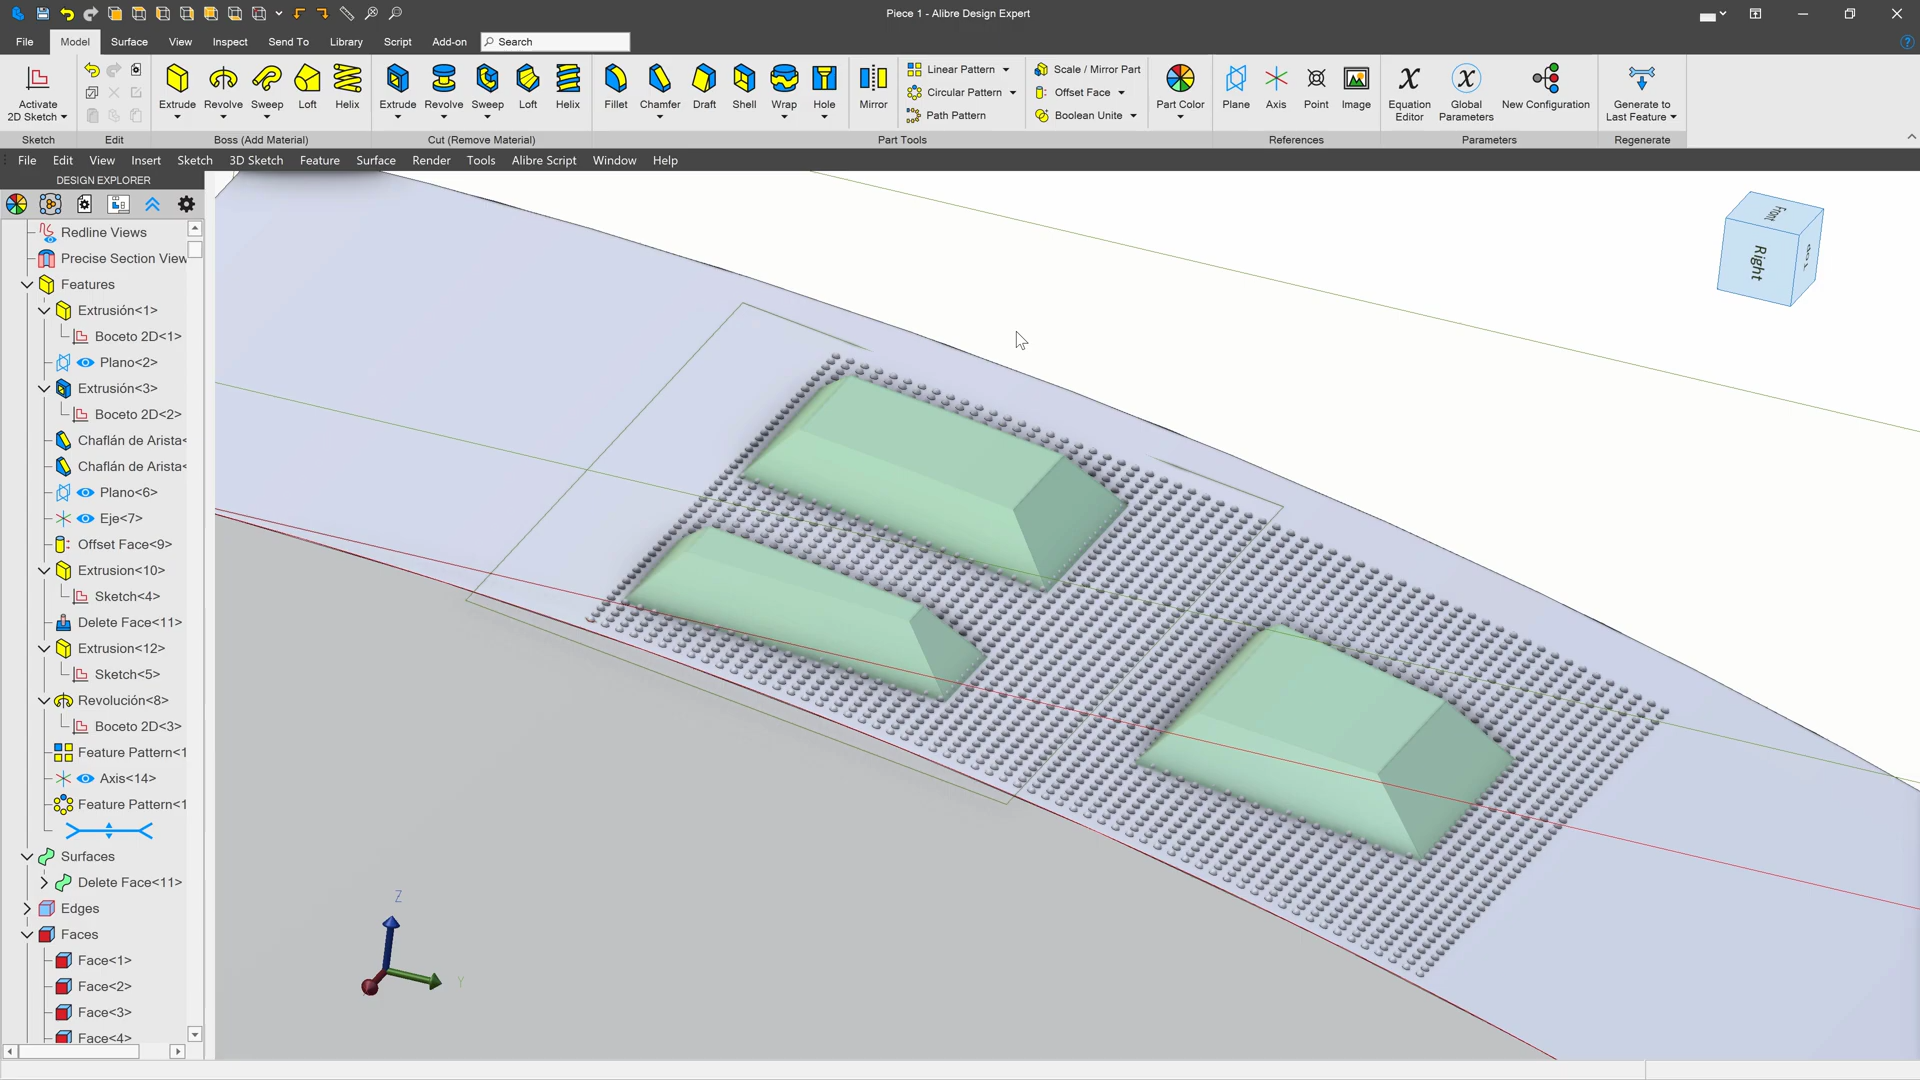 Piece 1 - Alibre Design Expert
File Model Surface View Inspect Send To Library Script Add-on Search
Activate 2D Sketch
Sketch
Edit
Extrude Revolve Sweep Loft Helix
Boss (Add Material)
Extrude Revolve Sweep Loft Helix
Cut (Remove Material)
Fillet Chamfer Draft Shell Wrap Hole Mirror
Linear Pattern
Circular Pattern
Path Pattern
Scale / Mirror Part
Offset Face
Boolean Unite
Part Color
Part Tools
Plane Axis Point Image
References
Equation Editor
Global Parameters
New Configuration
Parameters
Generate to Last Feature
Regenerate
File Edit View Insert Sketch 3D Sketch Feature Surface Render Tools Alibre Script Window Help
DESIGN EXPLORER
Redline Views
Precise Section View
Features
Extrusión<1>
Boceto 2D<1>
Plano<2>
Extrusión<3>
Boceto 2D<2>
Chaflán de Arista<
Chaflán de Arista<
Plano<6>
Eje<7>
Offset Face<9>
Extrusion<10>
Sketch<4>
Delete Face<11>
Extrusion<12>
Sketch<5>
Revolución<8>
Boceto 2D<3>
Feature Pattern<1
Axis<14>
Feature Pattern<1
Surfaces
Delete Face<11>
Edges
Faces
Face<1>
Face<2>
Face<3>
Face<4>
Front
Right
Top
Z
Y